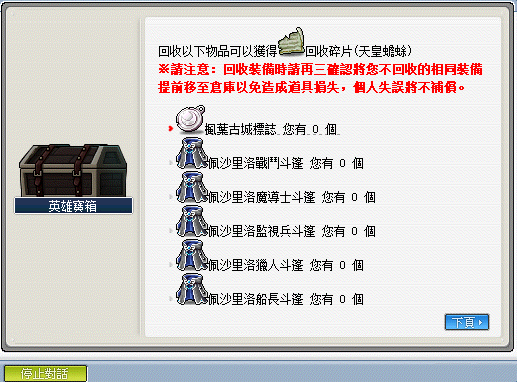 回收以下物品可以獲得回收碎片(天皇蟾蜍)
※請注意：回收裝備時請再三確認將您不回收的相同裝備
提前移至倉庫以免造成道具損失，個人失誤將不補償。
楓葉古城標誌 您有 0 個
佩沙里洛戰鬥斗篷 您有 0 個
佩沙里洛魔導士斗篷 您有 0 個
佩沙里洛監視兵斗篷 您有 0 個
佩沙里洛獵人斗篷 您有 0 個
佩沙里洛船長斗篷 您有 0 個
英雄寶箱
下頁
停止對話